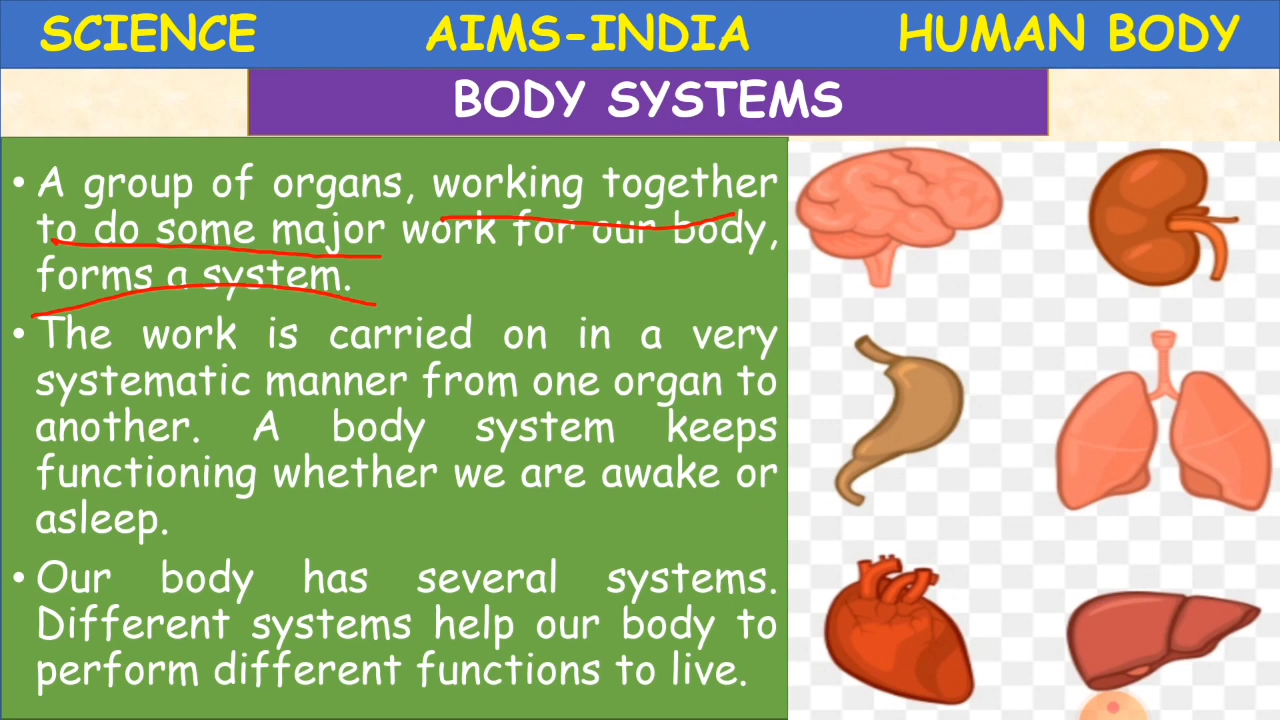 SCIENCE AIMS-INDIA HUMAN BODY
BODY SYSTEMS
• A group of organs, working together
to do some major work for our body,
forms a system.
• The work is carried on in a very
systematic manner from one organ to
another. A body system keeps
functioning whether we are awake or
asleep.
• Our body has several systems.
Different systems help our body to
perform different functions to live.